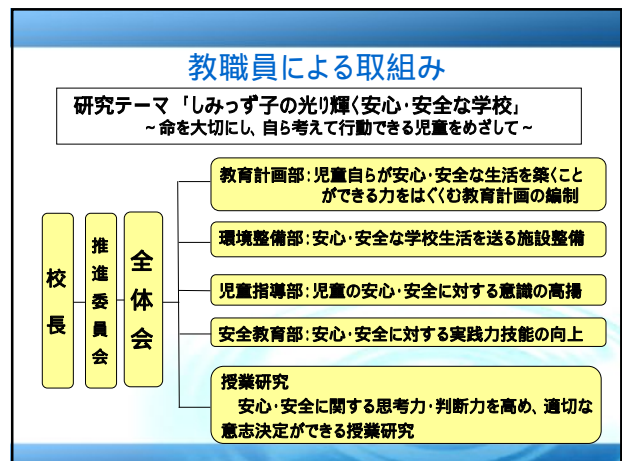 教職員による取組み
研究テーマ「しみっず子の光り輝く安心・安全な学校」
~命を大切にし、自ら考えて行動できる児童をめざして~
校長
推進委員会
全体会
教育計画部:児童自らが安心・安全な生活を築くこと
ができる力をはぐくむ教育計画の編制
環境整備部:安心・安全な学校生活を送る施設整備
児童指導部:児童の安心・安全に対する意識の高揚
安全教育部:安心・安全に対する実践力技能の向上
授業研究
安心・安全に関する思考力・判断力を高め、適切な
意志決定ができる授業研究